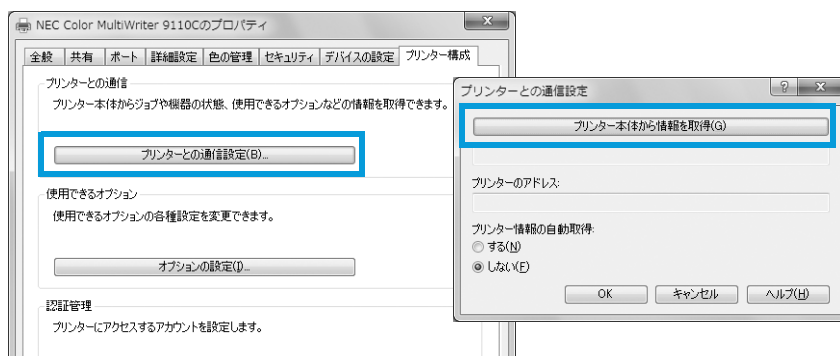 NEC Color MultiWriter 9110Cのプロパティ
全般 共有 ポート 詳細設定 色の管理 セキュリティ デバイスの設定 プリンター構成
プリンターとの通信
プリンター本体からジョブや機器の状態、使用できるオプションなどの情報を取得できます。
プリンターとの通信設定(B)...
使用できるオプション
使用できるオプションの各種設定を変更できます。
オプションの設定(J)...
認証管理
プリンターにアクセスするアカウントを設定します。
プリンターとの通信設定
プリンター本体から情報を取得(G)
プリンターのアドレス:
プリンター情報の自動取得:
する(N)
しない(F)
OK キャンセル ヘルプ(H)